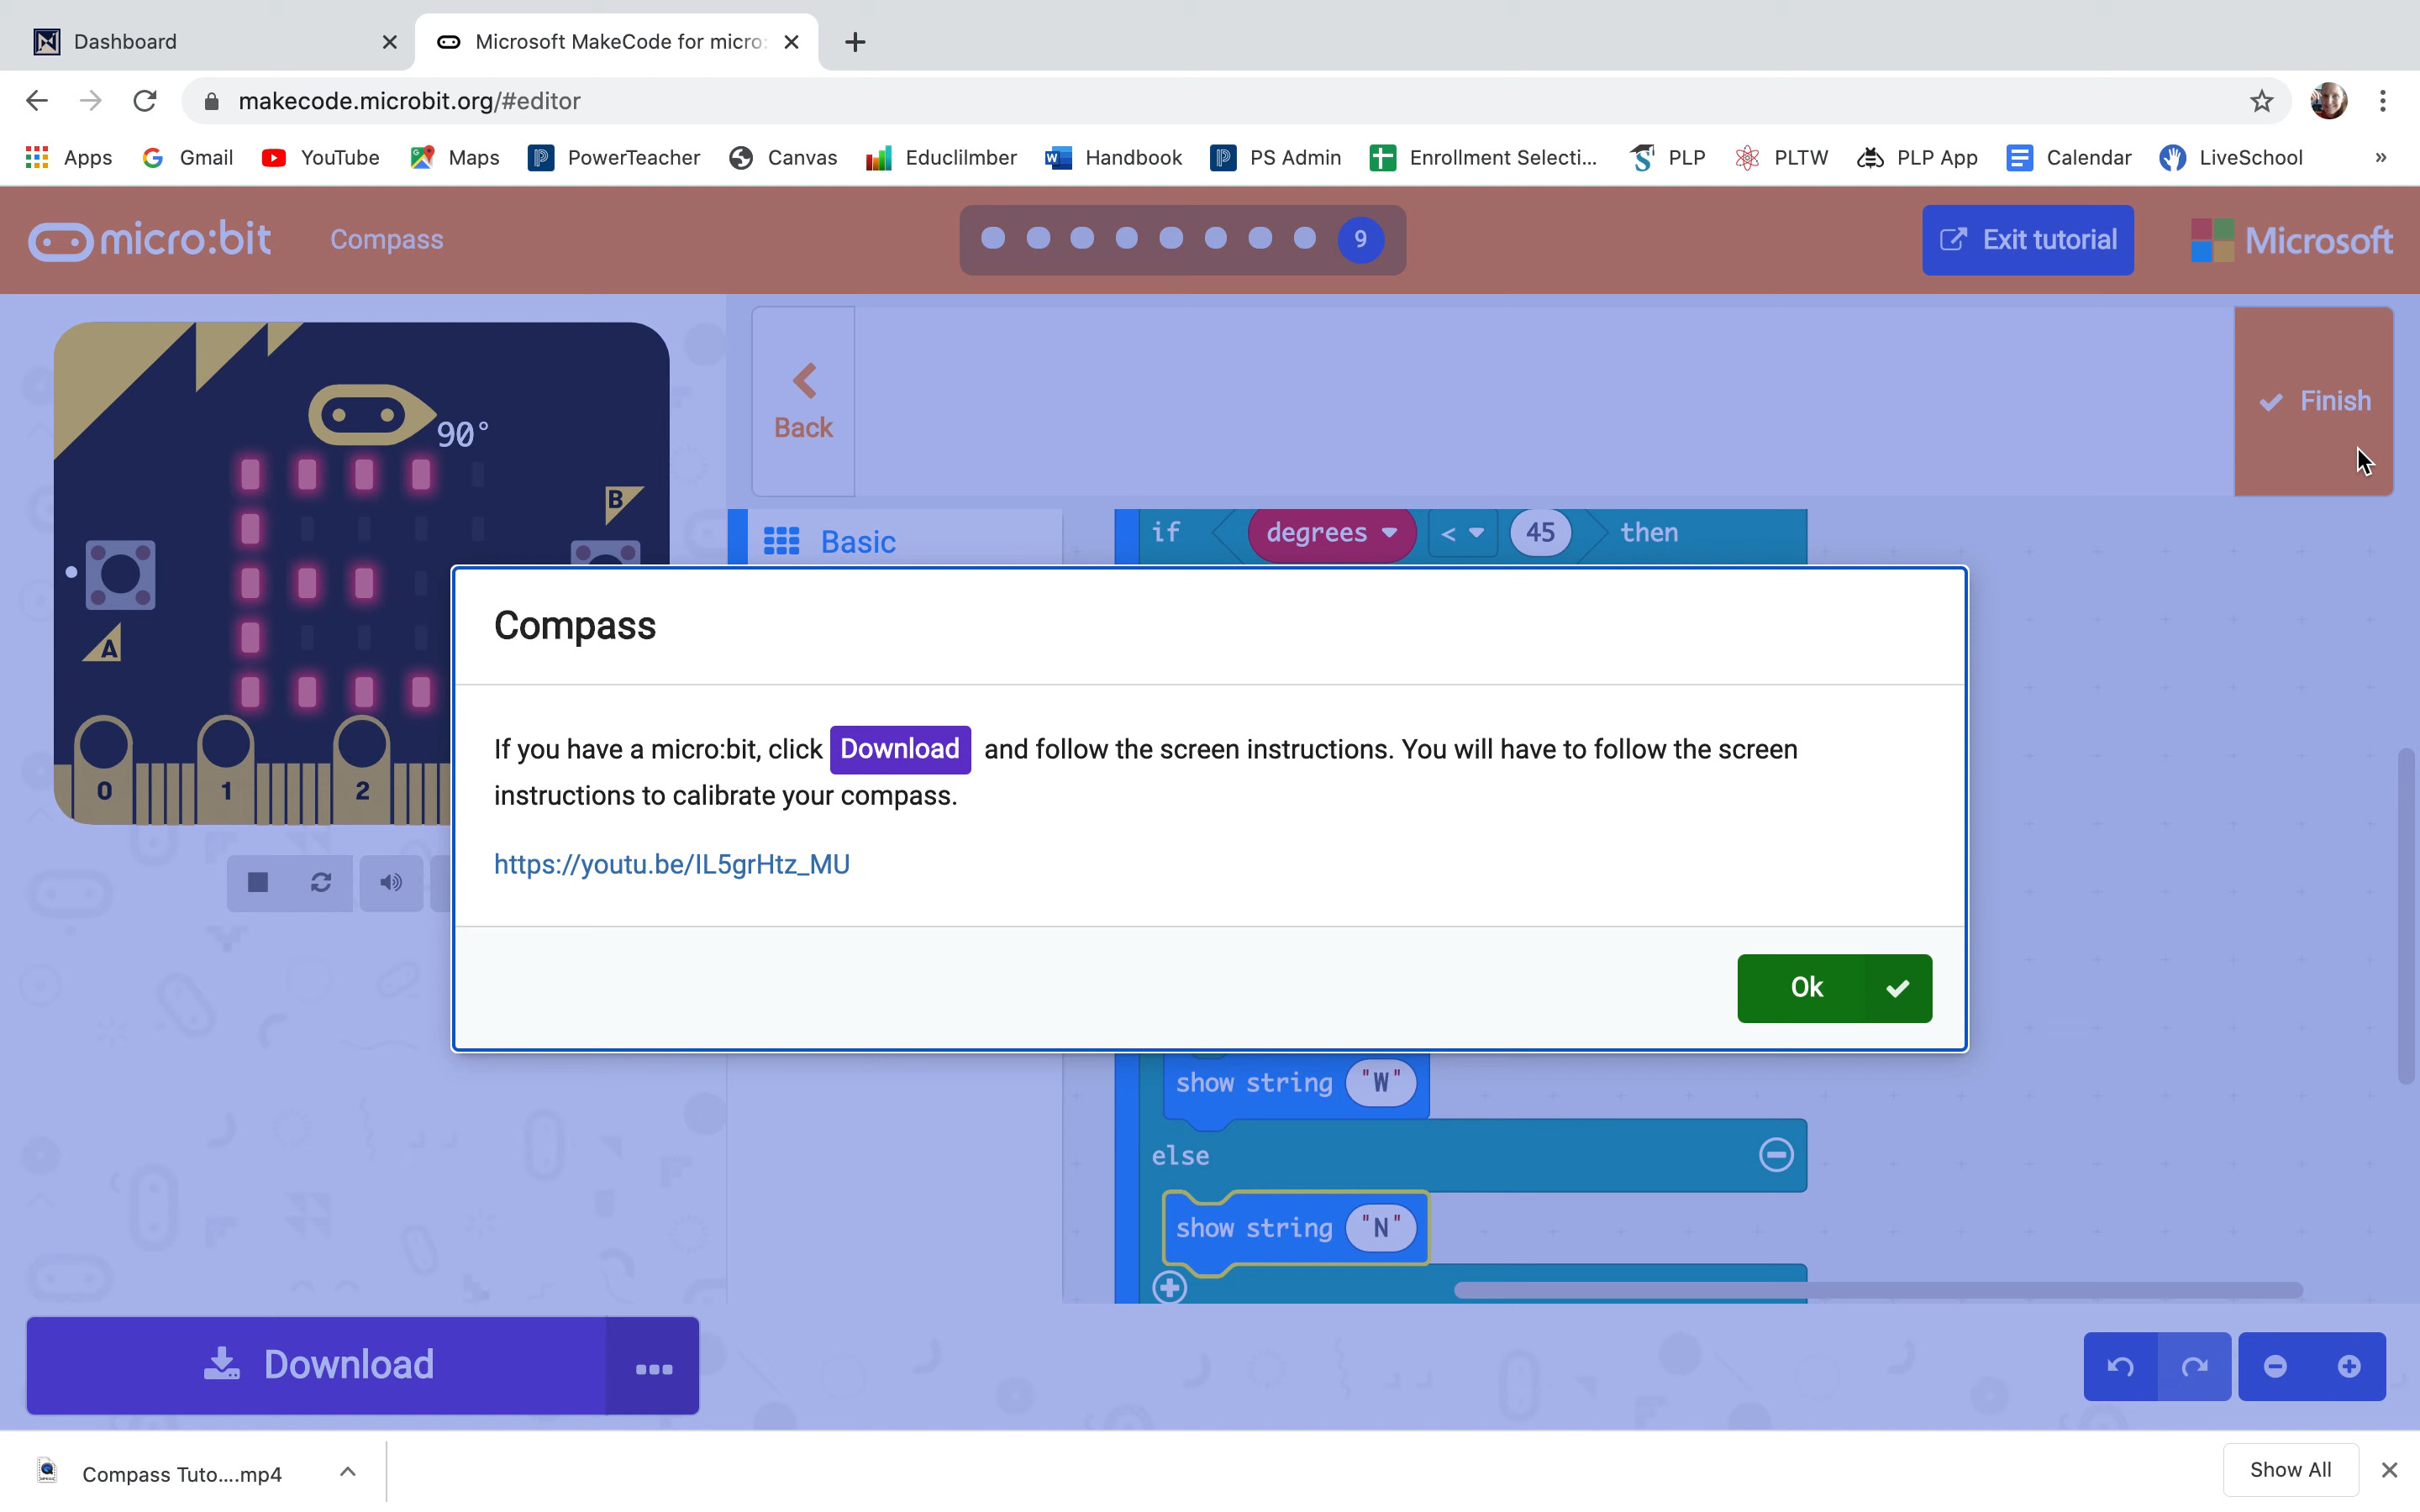 Dashboard
Microsoft MakeCode for micro:
makecode.microbit.org/#editor
Apps Gmail YouTube Maps PowerTeacher Canvas Educlilmber Handbook PS Admin Enrollment Selecti... PLP PLTW PLP App Calendar LiveSchool »
micro:bit Compass 9 Exit tutorial Microsoft
90°
B
A
0 1 2
Back
Finish
Basic
if degrees < 45 then
Compass
If you have a micro:bit, click Download and follow the screen instructions. You will have to follow the screen
instructions to calibrate your compass.
https://youtu.be/IL5grHtz_MU
Ok
show string "W"
else
show string "N"
Download ...
Compass Tuto....mp4
Show All